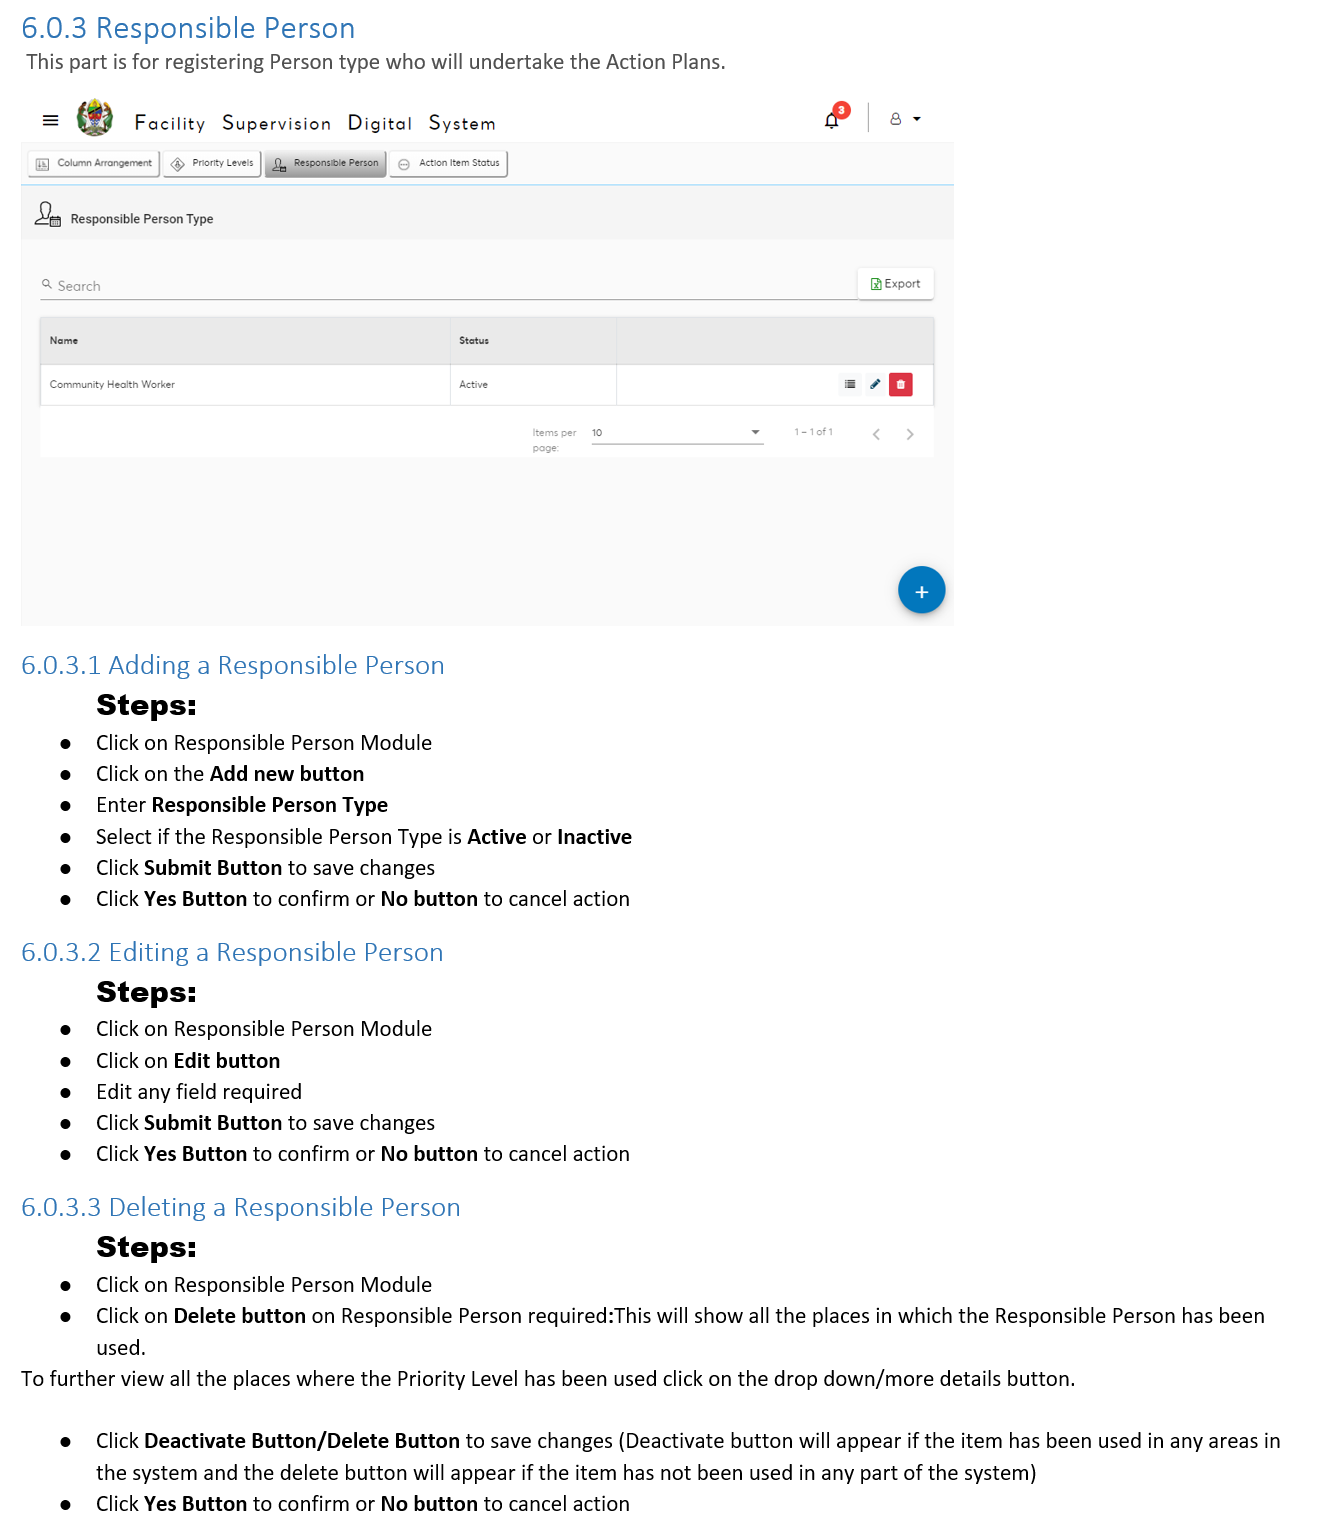 6.0.3 Responsible Person
This part is for registering Person type who will undertake the Action Plans.
Facility Supervision Digital System
3
Column Arrangement
Priority Levels
Responsible Person
Action Item Status
Responsible Person Type
Search
Export
Name
Status
Community Health Worker
Active
Items per page:
10
1 – 1 of 1
+
6.0.3.1 Adding a Responsible Person
Steps:
● Click on Responsible Person Module
● Click on the Add new button
● Enter Responsible Person Type
● Select if the Responsible Person Type is Active or Inactive
● Click Submit Button to save changes
● Click Yes Button to confirm or No button to cancel action
6.0.3.2 Editing a Responsible Person
Steps:
● Click on Responsible Person Module
● Click on Edit button
● Edit any field required
● Click Submit Button to save changes
● Click Yes Button to confirm or No button to cancel action
6.0.3.3 Deleting a Responsible Person
Steps:
● Click on Responsible Person Module
● Click on Delete button on Responsible Person required:This will show all the places in which the Responsible Person has been
used.
To further view all the places where the Priority Level has been used click on the drop down/more details button.
● Click Deactivate Button/Delete Button to save changes (Deactivate button will appear if the item has been used in any areas in
the system and the delete button will appear if the item has not been used in any part of the system)
● Click Yes Button to confirm or No button to cancel action